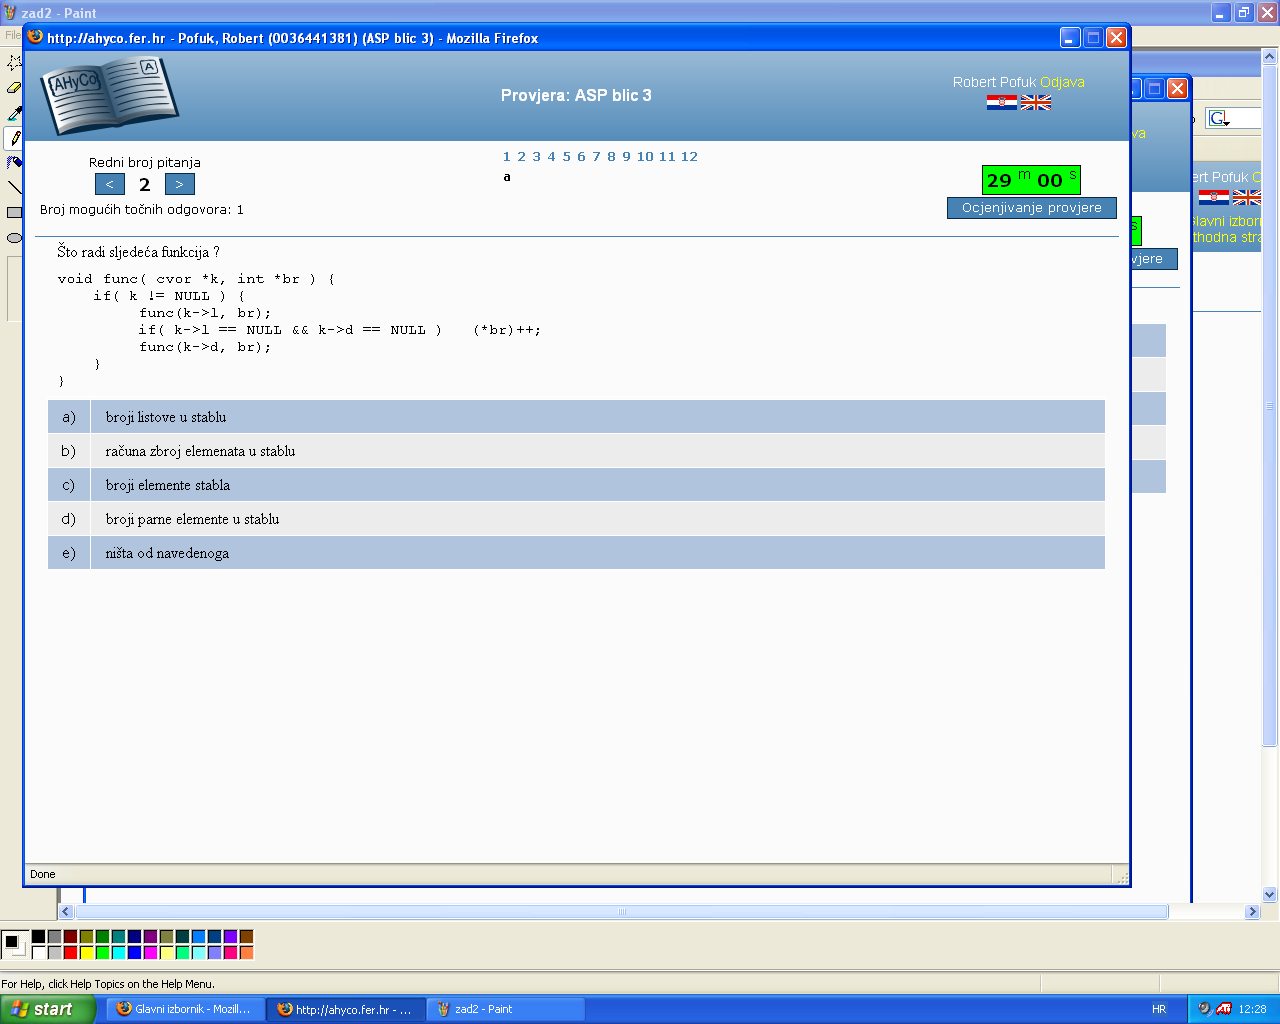 zad2 - Paint
File
http://ahyco.fer.hr - Pofuk, Robert (0036441381) (ASP blic 3) - Mozilla Firefox
AHyCo
A
Provjera: ASP blic 3
Robert Pofuk Odjava
Redni broj pitanja
< 2 >
Broj mogućih točnih odgovora: 1
1 2 3 4 5 6 7 8 9 10 11 12
a
29 m 00 s
Ocjenjivanje provjere
Što radi sljedeća funkcija ?
void func( cvor *k, int *br ) {
if( k != NULL ) {
func(k->l, br);
if( k->l == NULL && k->d == NULL ) (*br)++;
func(k->d, br);
}
}
a) broji listove u stablu
b) računa zbroj elemenata u stablu
c) broji elemente stabla
d) broji parne elemente u stablu
e) ništa od navedenoga
Done
va
s
vjere
G
ert Pofuk O
lavni izborn
thodna stra
For Help, click Help Topics on the Help Menu.
start
Glavni izbornik - Mozill...
http://ahyco.fer.hr - ...
zad2 - Paint
HR
12:28